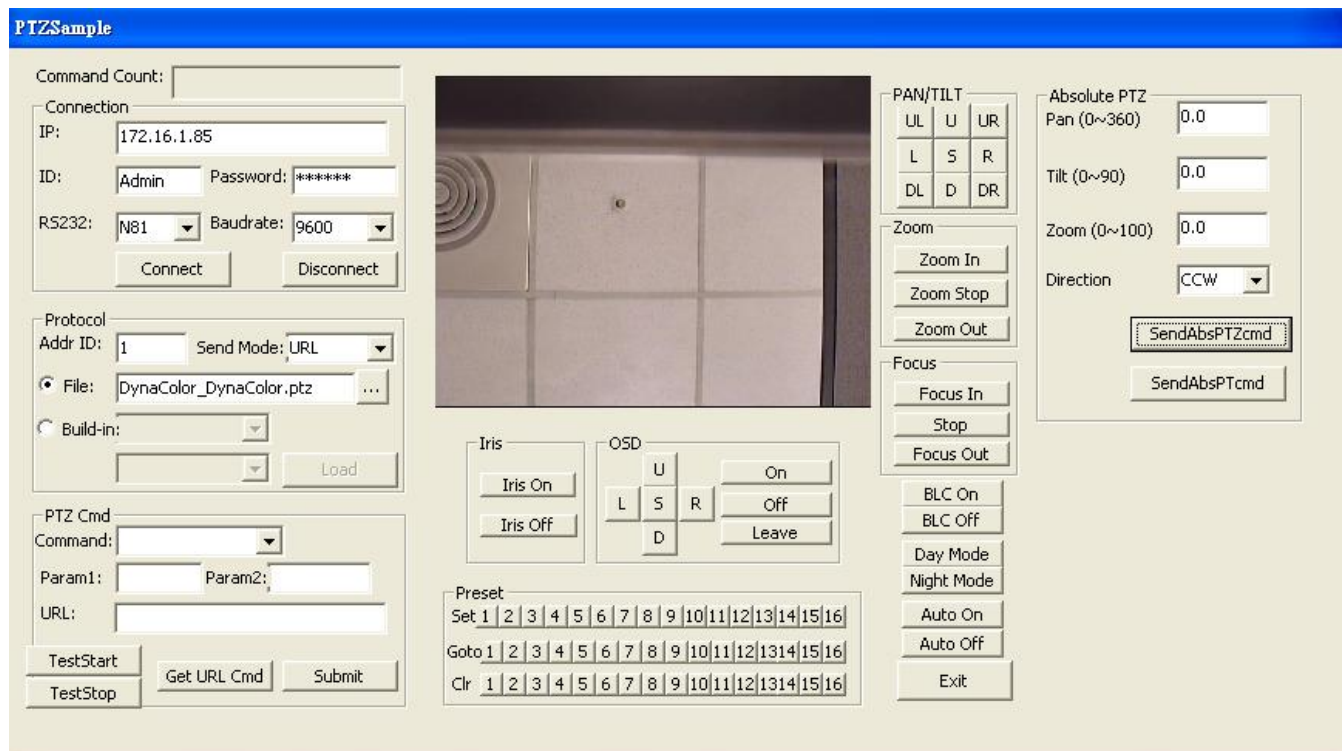 PTZSample
Command Count:
Connection
IP: 172.16.1.85
ID: Admin Password: ******
RS232: N81 Baudrate: 9600
Connect Disconnect
Protocol
Addr ID: 1 Send Mode: URL
File: DynaColor_DynaColor.ptz ...
Build-in:
Load
PTZ Cmd
Command:
Param1: Param2:
URL:
TestStart
TestStop
Get URL Cmd Submit
Iris
Iris On
Iris Off
OSD
U
L S R
D
On
Off
Leave
Preset
Set 1 2 3 4 5 6 7 8 9 10 11 12 13 14 15 16
Goto 1 2 3 4 5 6 7 8 9 10 11 12 13 14 15 16
Clr 1 2 3 4 5 6 7 8 9 10 11 12 13 14 15 16
PAN/TILT
UL U UR
L S R
DL D DR
Zoom
Zoom In
Zoom Stop
Zoom Out
Focus
Focus In
Stop
Focus Out
BLC On
BLC Off
Day Mode
Night Mode
Auto On
Auto Off
Exit
Absolute PTZ
Pan (0~360) 0.0
Tilt (0~90) 0.0
Zoom (0~100) 0.0
Direction CCW
SendAbsPTZcmd
SendAbsPTcmd